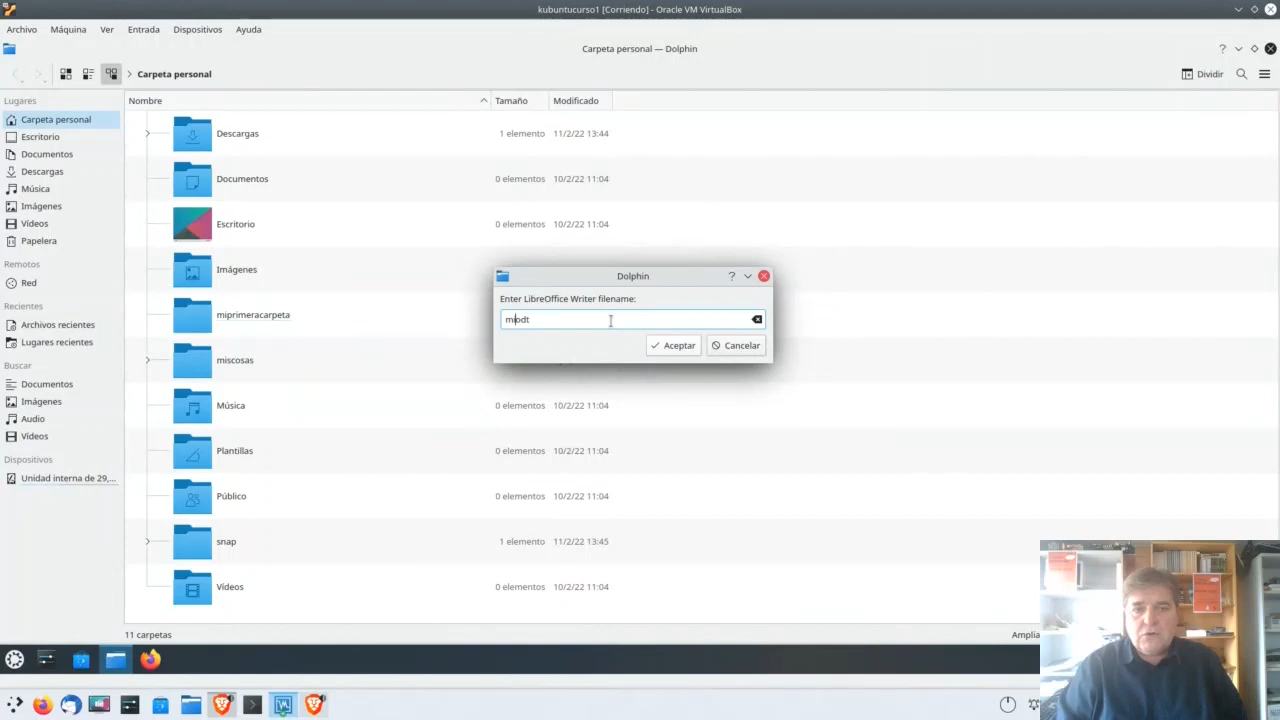 kubuntucurso1 [Corriendo] - Oracle VM VirtualBox
Archivo Máquina Ver Entrada Dispositivos Ayuda
Carpeta personal — Dolphin
Carpeta personal
Dividir
Lugares
Carpeta personal
Escritorio
Documentos
Descargas
Música
Imágenes
Vídeos
Papelera
Remotos
Red
Recientes
Archivos recientes
Lugares recientes
Buscar
Documentos
Imágenes
Audio
Vídeos
Dispositivos
Unidad interna de 29,...
Nombre Tamaño Modificado
Descargas 1 elemento 11/2/22 13:44
Documentos 0 elementos 10/2/22 11:04
Escritorio 0 elementos 10/2/22 11:04
Imágenes
miprimeracarpeta
miscosas
Música 0 elementos 10/2/22 11:04
Plantillas 0 elementos 10/2/22 11:04
Público 0 elementos 10/2/22 11:04
snap 1 elemento 11/2/22 13:45
Vídeos 0 elementos 10/2/22 11:04
Dolphin
Enter LibreOffice Writer filename:
miodt
Aceptar Cancelar
11 carpetas
Amplia